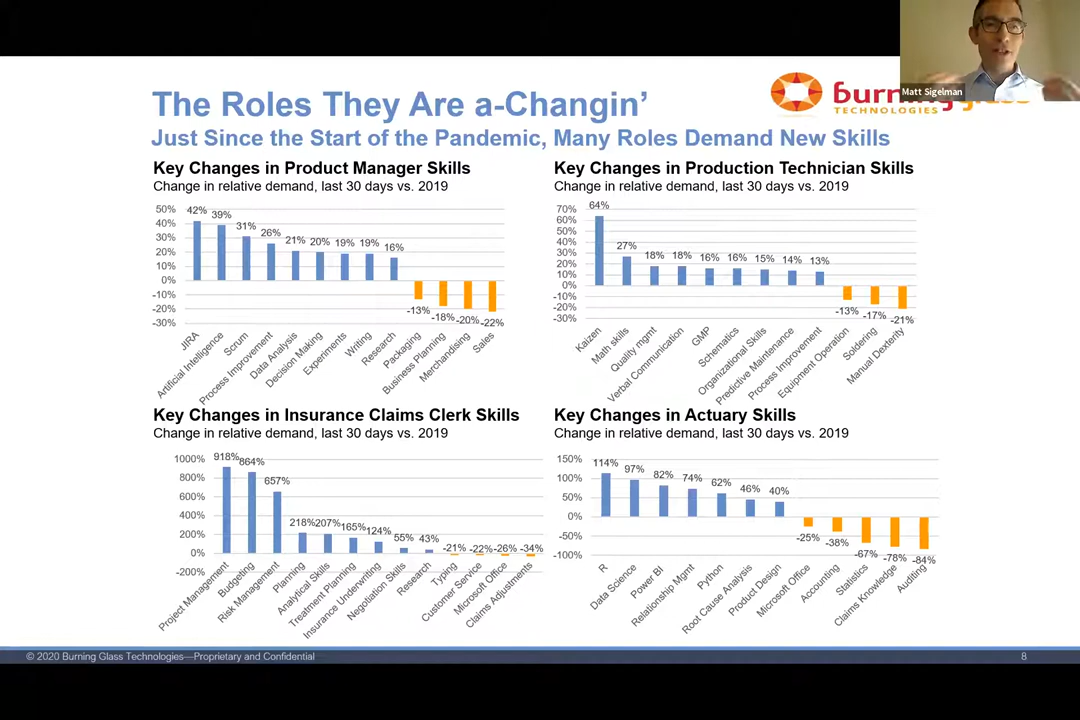 Matt Sigelman
burning glass
TECHNOLOGIES
The Roles They Are a-Changin’
Just Since the Start of the Pandemic, Many Roles Demand New Skills
Key Changes in Product Manager Skills
Change in relative demand, last 30 days vs. 2019
50%
40%
30%
20%
10%
0%
-10%
-20%
-30%
42% 39% 31% 26% 21% 20% 19% 19% 16% -13% -18% -20% -22%
JIRA
Artificial Intelligence
Scrum
Process Improvement
Data Analysis
Decision Making
Experiments
Writing
Research
Packaging
Business Planning
Merchandising
Sales
Key Changes in Production Technician Skills
Change in relative demand, last 30 days vs. 2019
70%
60%
50%
40%
30%
20%
10%
0%
-10%
-20%
-30%
64% 27% 18% 18% 16% 16% 15% 14% 13% -13% -17% -21%
Kaizen
Math skills
Quality mgmt
Verbal Communication
GMP
Schematics
Organizational Skills
Predictive Maintenance
Process Improvement
Equipment Operation
Soldering
Manual Dexterity
Key Changes in Insurance Claims Clerk Skills
Change in relative demand, last 30 days vs. 2019
1000%
800%
600%
400%
200%
0%
-200%
918% 864% 657% 218% 207% 165% 124% 55% 43% -21% -22% -26% -34%
Project Management
Budgeting
Risk Management
Planning
Analytical Skills
Treatment Planning
Insurance Underwriting
Negotiation Skills
Research
Typing
Customer Service
Microsoft Office
Claims Adjustments
Key Changes in Actuary Skills
Change in relative demand, last 30 days vs. 2019
150%
100%
50%
0%
-50%
-100%
114% 97% 82% 74% 62% 46% 40% -25% -38% -67% -78% -84%
R
Data Science
Power BI
Relationship Mgmt
Python
Root Cause Analysis
Product Design
Microsoft Office
Accounting
Statistics
Claims Knowledge
Auditing
© 2020 Burning Glass Technologies—Proprietary and Confidential
8